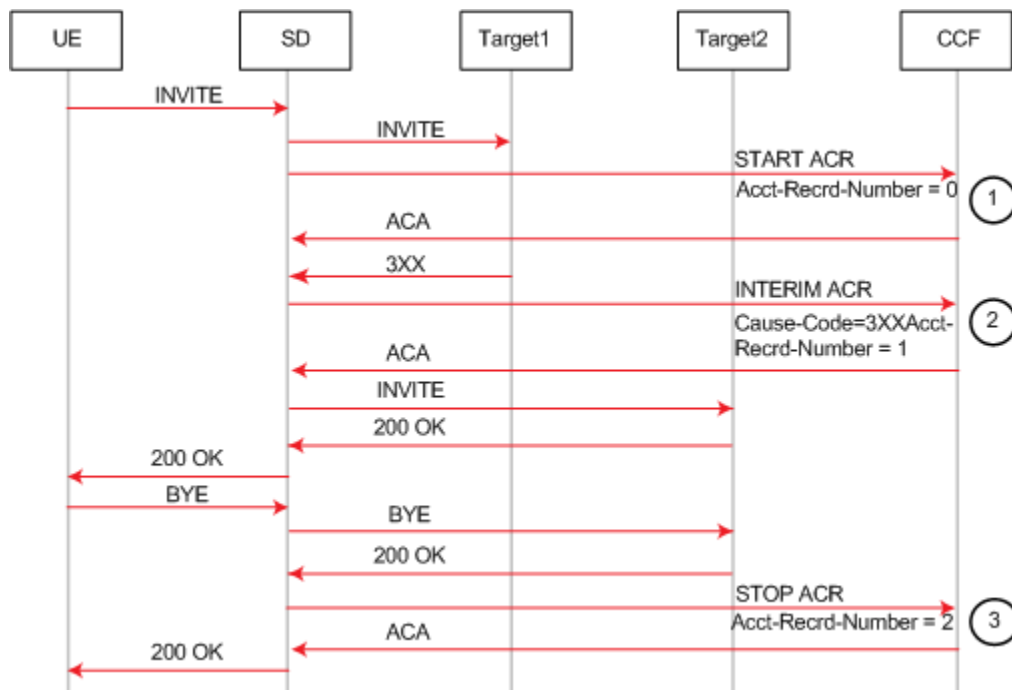 UE SD Target1 Target2 CCF
INVITE
INVITE
START ACR
Acct-Recrd-Number = 0
1
ACA
3XX
INTERIM ACR
2
Cause-Code=3XXAcct-
Recrd-Number = 1
ACA
INVITE
200 OK
200 OK
BYE
BYE
200 OK
STOP ACR
Acct-Recrd-Number = 2
3
ACA
200 OK